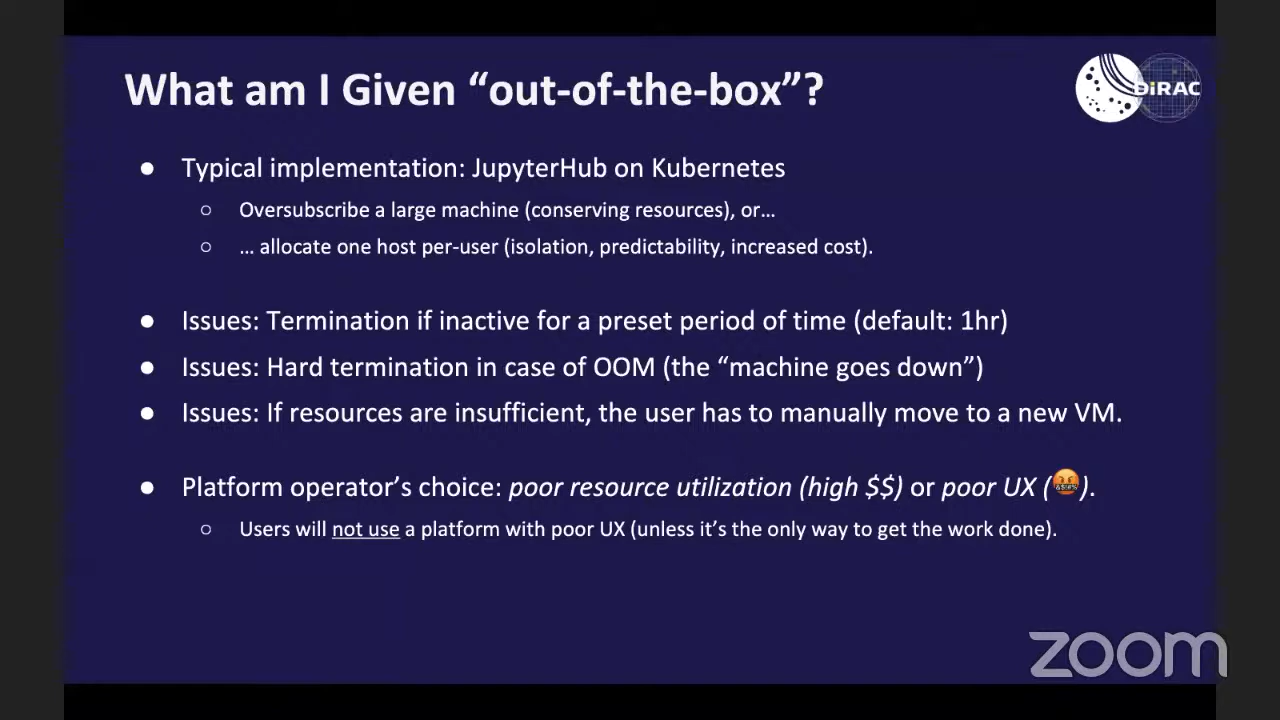 What am I Given “out-of-the-box”?
DiRAC
● Typical implementation: JupyterHub on Kubernetes
○ Oversubscribe a large machine (conserving resources), or…
○ … allocate one host per-user (isolation, predictability, increased cost).
● Issues: Termination if inactive for a preset period of time (default: 1hr)
● Issues: Hard termination in case of OOM (the “machine goes down”)
● Issues: If resources are insufficient, the user has to manually move to a new VM.
● Platform operator’s choice: poor resource utilization (high $$) or poor UX (🤬).
○ Users will not use a platform with poor UX (unless it’s the only way to get the work done).
zoom